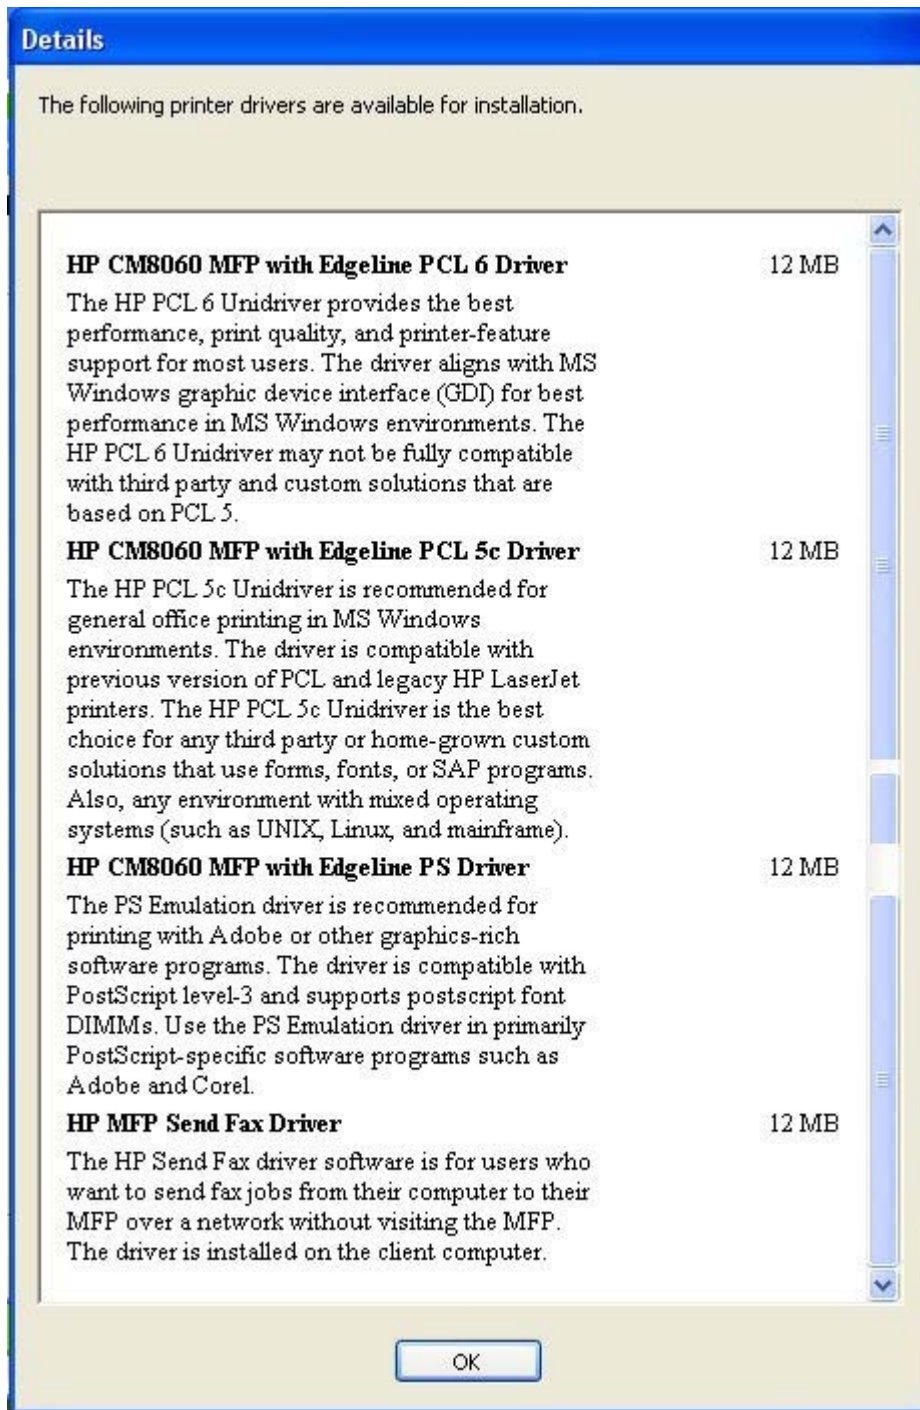 Details
The following printer drivers are available for installation.
HP CM8060 MFP with Edgeline PCL 6 Driver 12 MB
The HP PCL 6 Unidriver provides the best
performance, print quality, and printer-feature
support for most users. The driver aligns with MS
Windows graphic device interface (GDI) for best
performance in MS Windows environments. The
HP PCL 6 Unidriver may not be fully compatible
with third party and custom solutions that are
based on PCL 5.
HP CM8060 MFP with Edgeline PCL 5c Driver 12 MB
The HP PCL 5c Unidriver is recommended for
general office printing in MS Windows
environments. The driver is compatible with
previous version of PCL and legacy HP LaserJet
printers. The HP PCL 5c Unidriver is the best
choice for any third party or home-grown custom
solutions that use forms, fonts, or SAP programs.
Also, any environment with mixed operating
systems (such as UNIX, Linux, and mainframe).
HP CM8060 MFP with Edgeline PS Driver 12 MB
The PS Emulation driver is recommended for
printing with Adobe or other graphics-rich
software programs. The driver is compatible with
PostScript level-3 and supports postscript font
DIMMs. Use the PS Emulation driver in primarily
PostScript-specific software programs such as
Adobe and Corel.
HP MFP Send Fax Driver 12 MB
The HP Send Fax driver software is for users who
want to send fax jobs from their computer to their
MFP over a network without visiting the MFP.
The driver is installed on the client computer.
OK